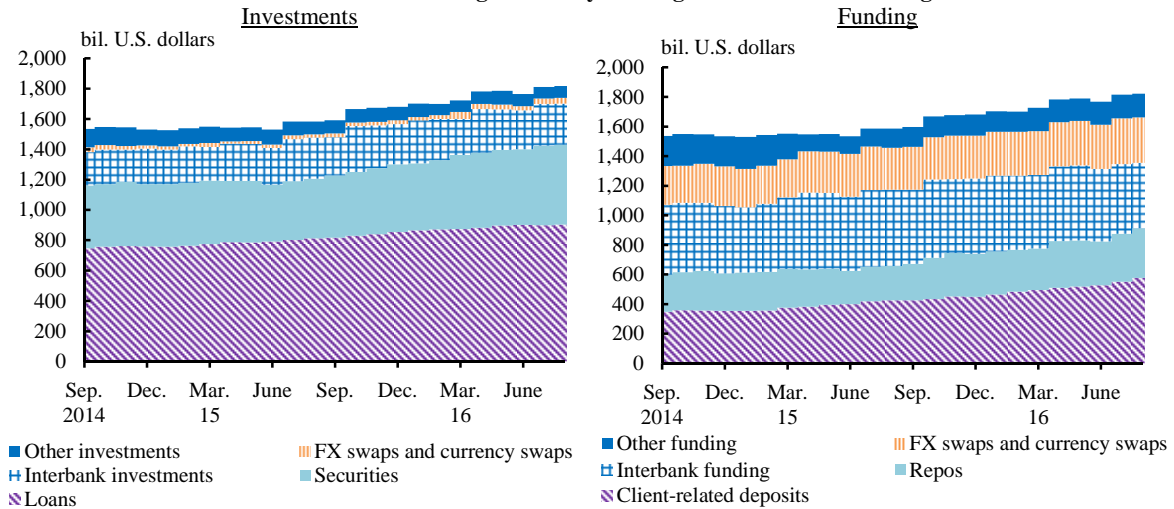 Investments
bil. U.S. dollars
2,000
1,800
1,600
1,400
1,200
1,000
800
600
400
200
0
Sep. Dec. Mar. June Sep. Dec. Mar. June
2014 15 16
Other investments FX swaps and currency swaps
Interbank investments Securities
Loans
Funding
bil. U.S. dollars
2,000
1,800
1,600
1,400
1,200
1,000
800
600
400
200
0
Sep. Dec. Mar. June Sep. Dec. Mar. June
2014 15 16
Other funding FX swaps and currency swaps
Interbank funding Repos
Client-related deposits